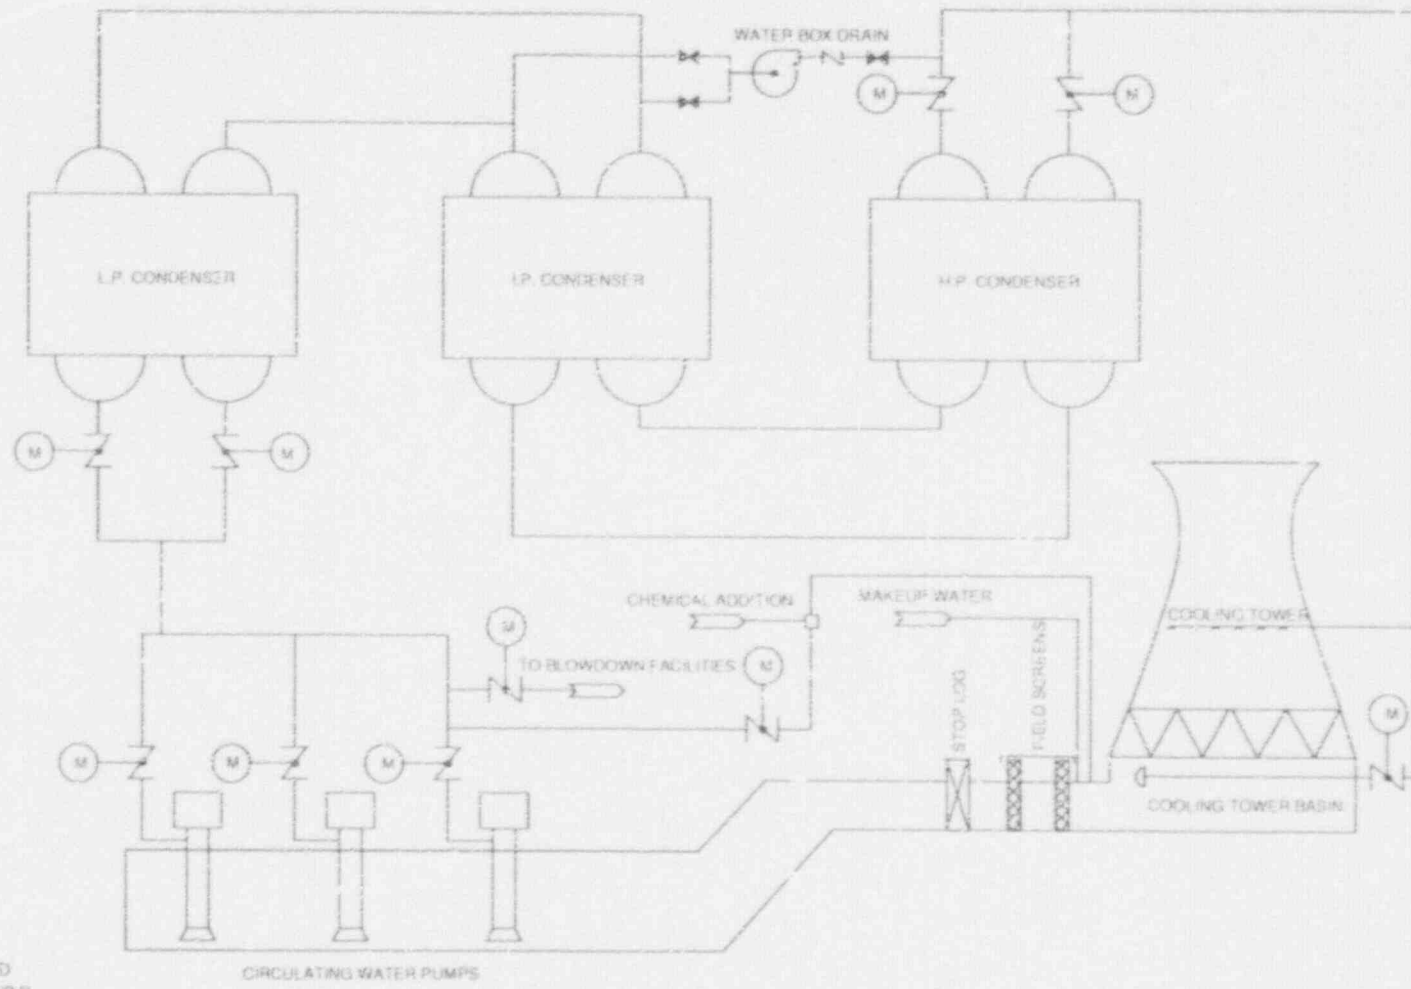 WATER BOX DRAIN
M
M
L.P. CONDENSER
I.P. CONDENSER
H.P. CONDENSER
M
M
CHEMICAL ADDITION
MAKEUP WATER
COOLING TOWER
M
TO BLOWDOWN FACILITIES
M
STOP LOG
FIELD SCREENS
M
M
M
M
COOLING TOWER BASIN
CIRCULATING WATER PUMPS